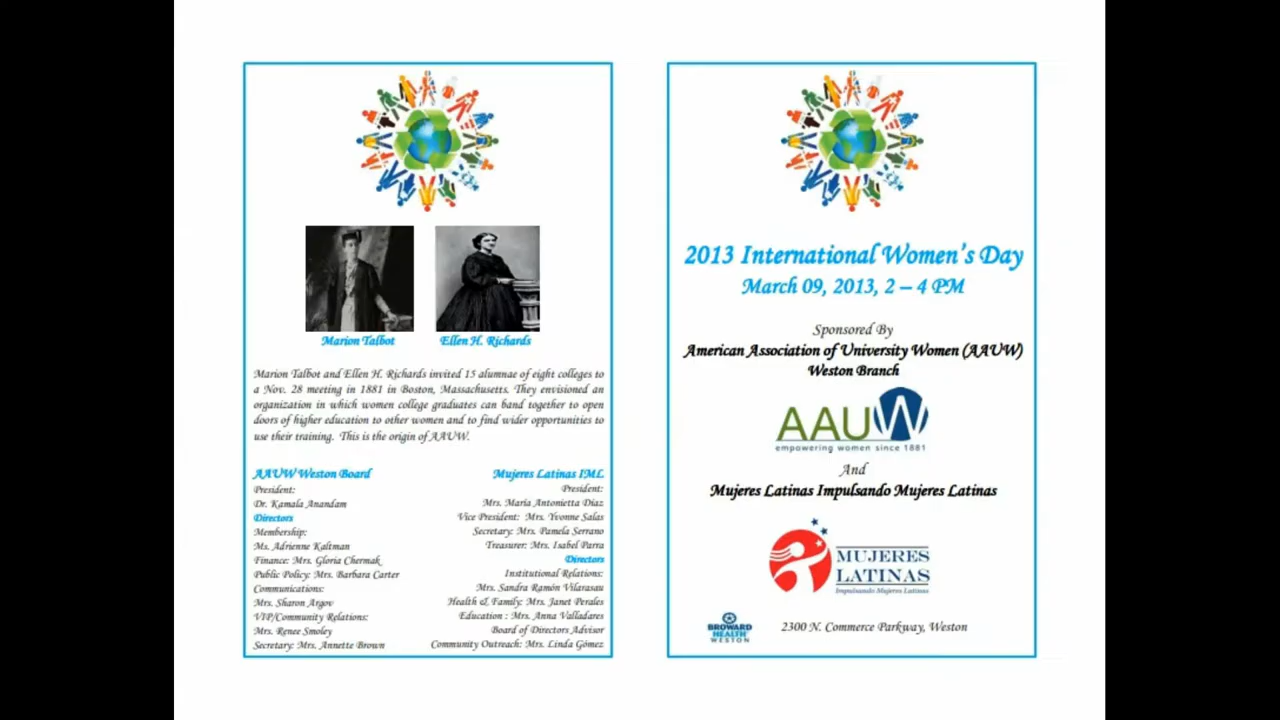 Marion Talbot
Ellen H. Richards
Marion Talbot and Ellen H. Richards invited 15 alumnae of eight colleges to
a Nov. 28 meeting in 1881 in Boston, Massachusetts. They envisioned an
organization in which women college graduates can band together to open
doors of higher education to other women and to find wider opportunities to
use their training. This is the origin of AAUW.
AAUW Weston Board
President:
Dr. Kamala Anandam
Directors
Membership:
Ms. Adrienne Kaltman
Finance: Mrs. Gloria Chermak
Public Policy: Mrs. Barbara Carter
Communications:
Mrs. Sharon Argov
VIP/Community Relations:
Mrs. Renee Smoley
Secretary: Mrs. Annette Brown
Mujeres Latinas IML
President:
Mrs. Maria Antonietta Diaz
Vice President: Mrs. Yvonne Salas
Secretary: Mrs. Pamela Serrano
Treasurer: Mrs. Isabel Parra
Directors
Institutional Relations:
Mrs. Sandra Ramón Vilarasau
Health & Family: Mrs. Janet Perales
Education : Mrs. Anna Valladares
Board of Directors Advisor
Community Outreach: Mrs. Linda Gómez
2013 International Women's Day
March 09, 2013, 2 – 4 PM
Sponsored By
American Association of University Women (AAUW)
Weston Branch
AAUW
empowering women since 1881
And
Mujeres Latinas Impulsando Mujeres Latinas
MUJERES
LATINAS
Impulsando Mujeres Latinas
BROWARD
HEALTH
WESTON
2300 N. Commerce Parkway, Weston